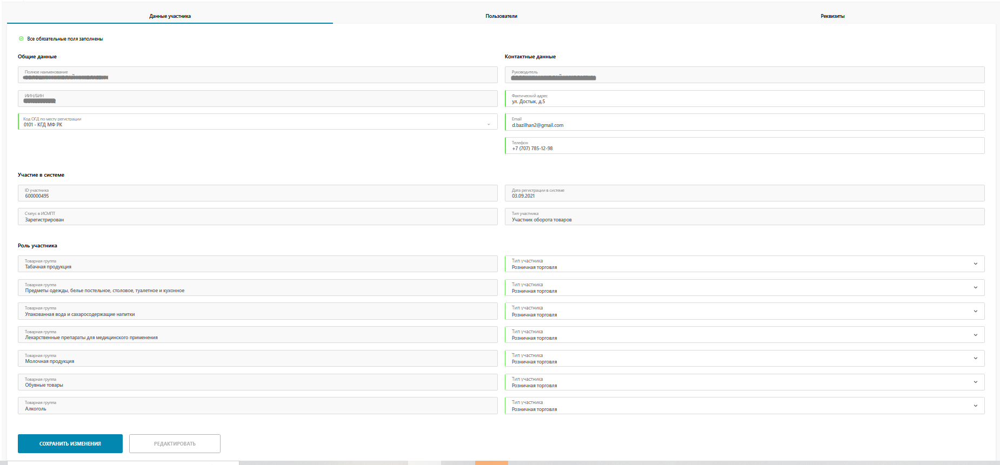 Данные участника
Пользователи
Реквизиты
Все обязательные поля заполнены
Общие данные
Полное наименование
ИИН/БИН
Код ОГД по месту регистрации
0101 - КГД МФ РК
Контактные данные
Руководитель
Фактический адрес
ул. Достык, д.5
Email
d.bazilhan2@gmail.com
Телефон
+7 (707) 785-12-98
Участие в системе
ID участника
600000495
Дата регистрации в системе
03.09.2021
Статус в ИСМПТ
Зарегистрирован
Тип участника
Участник оборота товаров
Роль участника
Товарная группа
Табачная продукция
Тип участника
Розничная торговля
Товарная группа
Предметы одежды, белье постельное, столовое, туалетное и кухонное
Тип участника
Розничная торговля
Товарная группа
Упакованная вода и сахаросодержащие напитки
Тип участника
Розничная торговля
Товарная группа
Лекарственные препараты для медицинского применения
Тип участника
Розничная торговля
Товарная группа
Молочная продукция
Тип участника
Розничная торговля
Товарная группа
Обувные товары
Тип участника
Розничная торговля
Товарная группа
Алкоголь
Тип участника
Розничная торговля
СОХРАНИТЬ ИЗМЕНЕНИЯ
РЕДАКТИРОВАТЬ